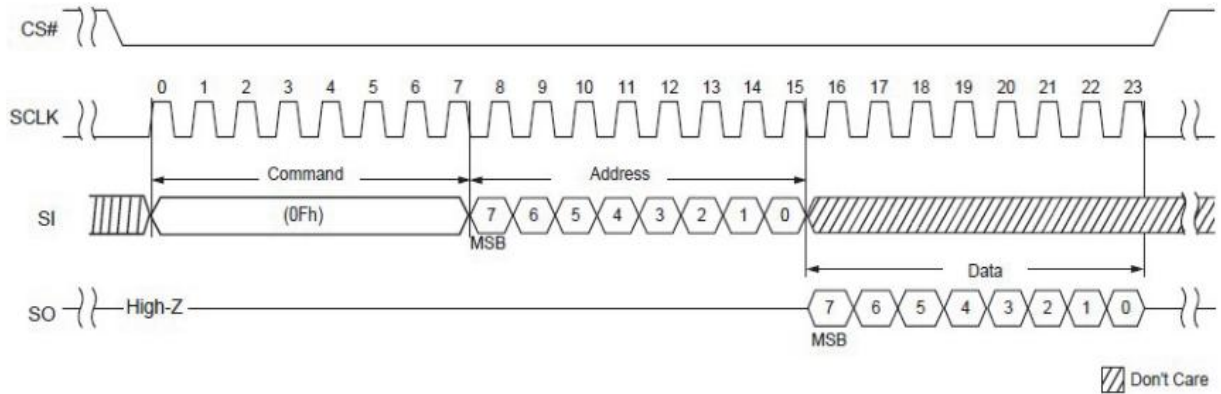 CS#
0 1 2 3 4 5 6 7 8 9 10 11 12 13 14 15 16 17 18 19 20 21 22 23
SCLK
Command Address
SI (0Fh) 7 6 5 4 3 2 1 0
MSB
Data
SO High-Z 7 6 5 4 3 2 1 0
MSB
Don't Care